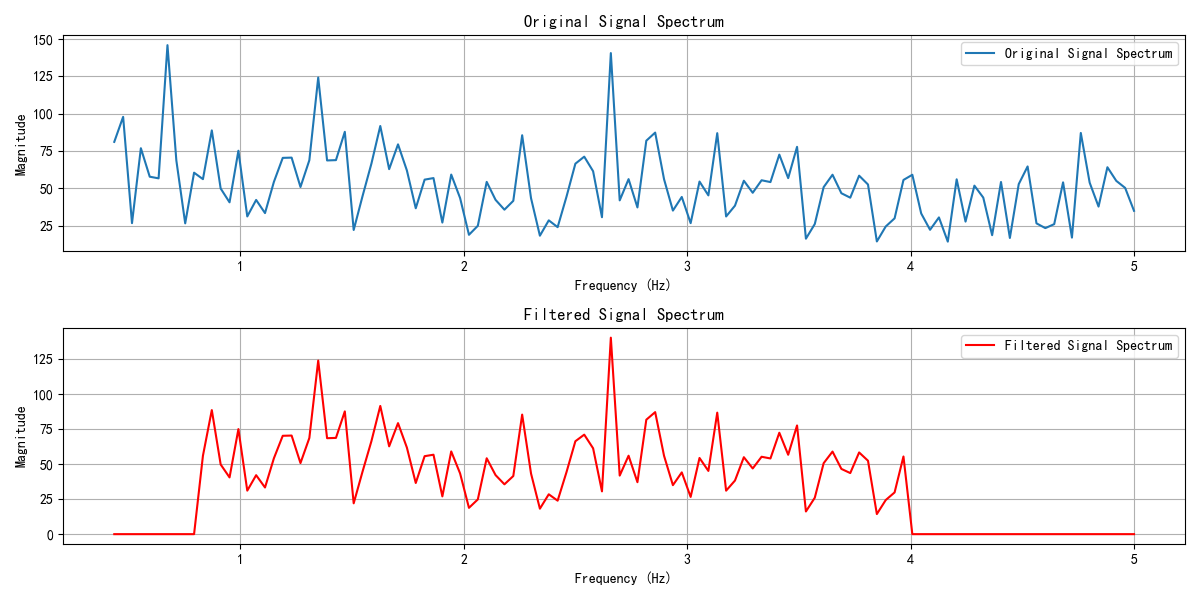 Original Signal Spectrum
150
125
100
75
50
25
Magnitude
Original Signal Spectrum
1
2
3
4
5
Frequency (Hz)
Filtered Signal Spectrum
125
100
75
50
25
0
Magnitude
Filtered Signal Spectrum
1
2
3
4
5
Frequency (Hz)